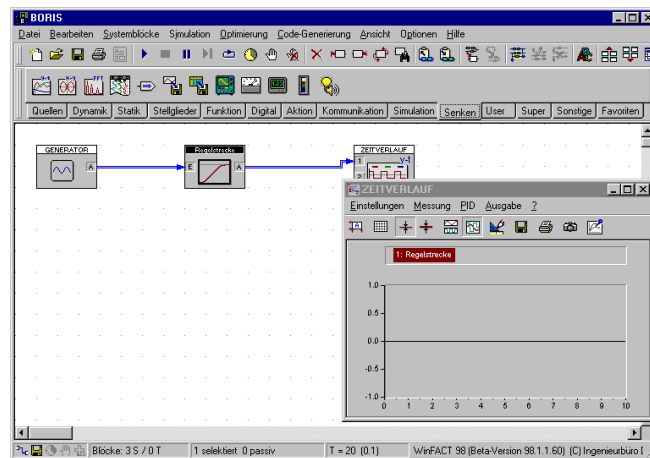 BORIS
Datei Bearbeiten Systemblöcke Simulation Optimierung Code-Generierung Ansicht Optionen Hilfe
y-t x-t FFT
Quellen Dynamik Statik Stellglieder Funktion Digital Aktion Kommunikation Simulation Senken User Super Sonstige Favoriten
GENERATOR Regelstrecke ZEITVERLAUF
A E A 1 y-t
2
ZEITVERLAUF
Einstellungen Messung PID Ausgabe ?
1: Regelstrecke
1.0
0.5
0.0
-0.5
-1.0
0 1 2 3 4 5 6 7 8 9 10
Blöcke: 3 S / 0 T 1 selektiert 0 passiv T = 20 (0.1) WinFACT 98 (Beta-Version 98.1.1.60) (C) Ingenieurbüro